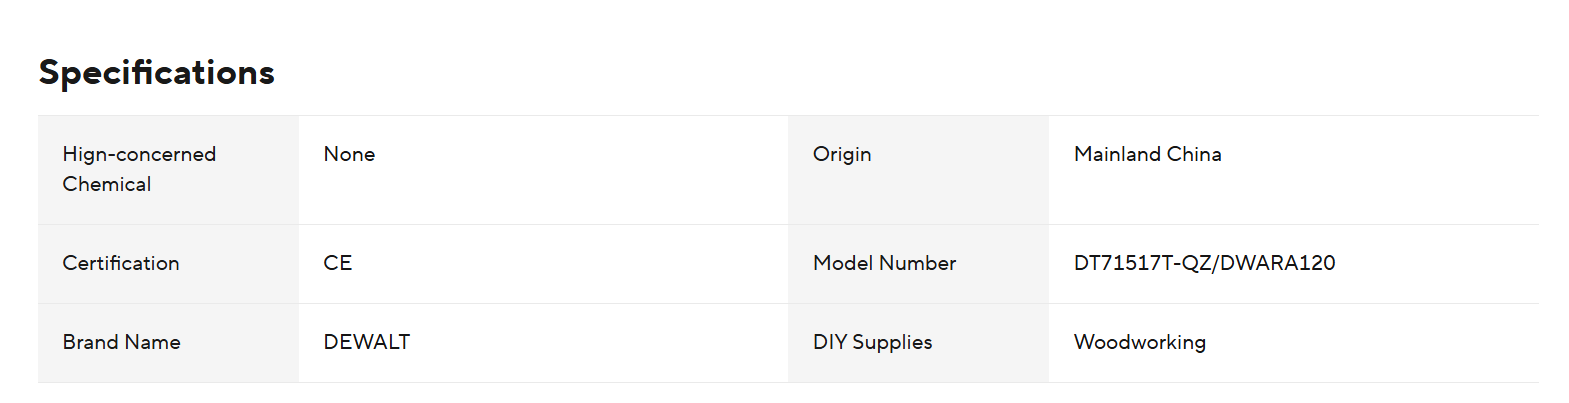 Specifications
Hign-concerned
Chemical
None
Origin
Mainland China
Certification
CE
Model Number
DT71517T-QZ/DWARA120
Brand Name
DEWALT
DIY Supplies
Woodworking